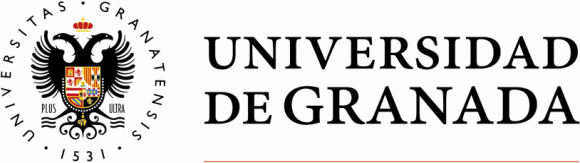 UNIVERSITAS · GRANATENSIS
· 1531 ·
PLUS ULTRA
UNIVERSIDAD
DE GRANADA